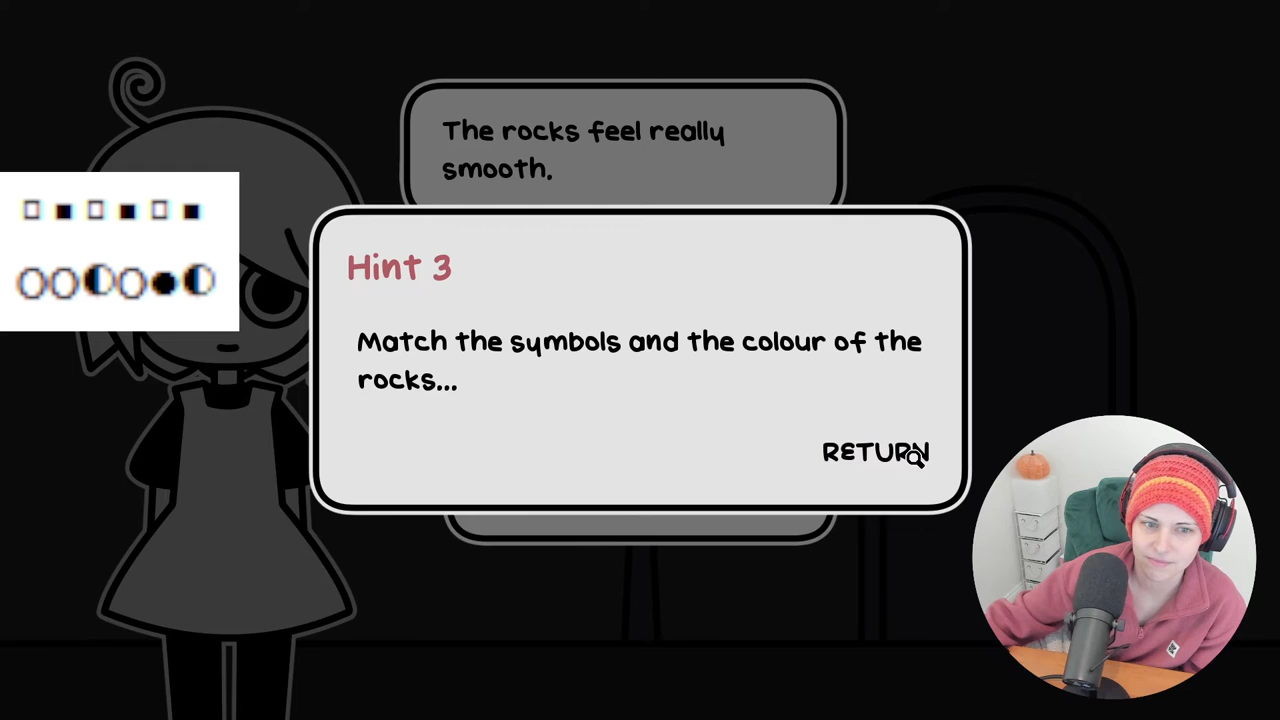 The rocks feel really
smooth.
Hint 3
Match the symbols and the colour of the
rocks...
RETURN